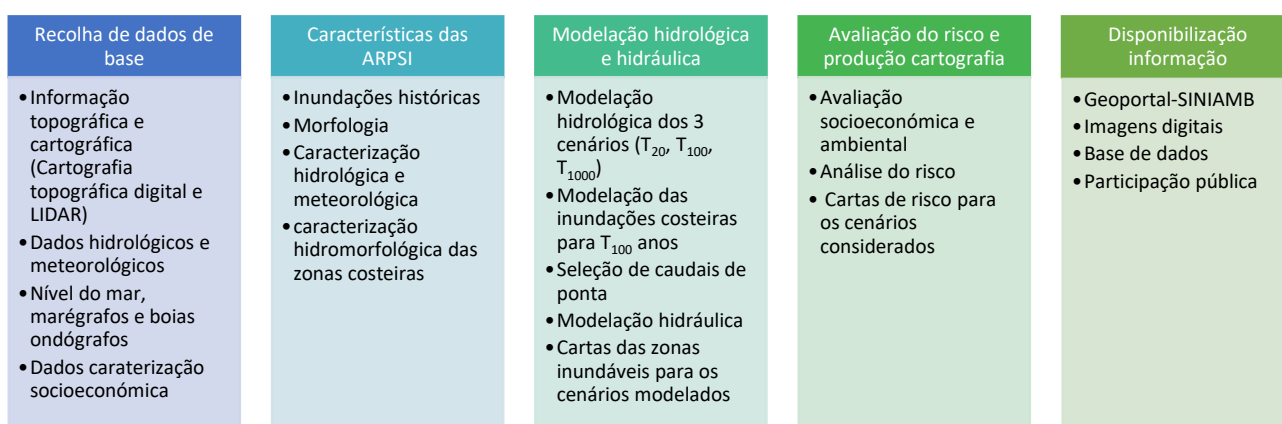 Recolha de dados de
base
•Informação
topográfica e
cartográfica
(Cartografia
topográfica digital e
LIDAR)
•Dados hidrológicos e
meteorológicos
•Nível do mar,
marégrafos e boias
ondógrafos
•Dados caraterização
socioeconómica
Características das
ARPSI
•Inundações históricas
•Morfologia
•Caracterização
hidrológica e
meteorológica
•caracterização
hidromorfológica das
zonas costeiras
Modelação hidrológica
e hidráulica
•Modelação
hidrológica dos 3
cenários (T20, T100,
T1000)
•Modelação das
inundações costeiras
para T100 anos
•Seleção de caudais de
ponta
•Modelação hidráulica
•Cartas das zonas
inundáveis para os
cenários modelados
Avaliação do risco e
produção cartografia
•Avaliação
socioeconómica e
ambiental
•Análise do risco
• Cartas de risco para
os cenários
considerados
Disponibilização
informação
•Geoportal-SNIAMB
•Imagens digitais
•Base de dados
•Participação pública